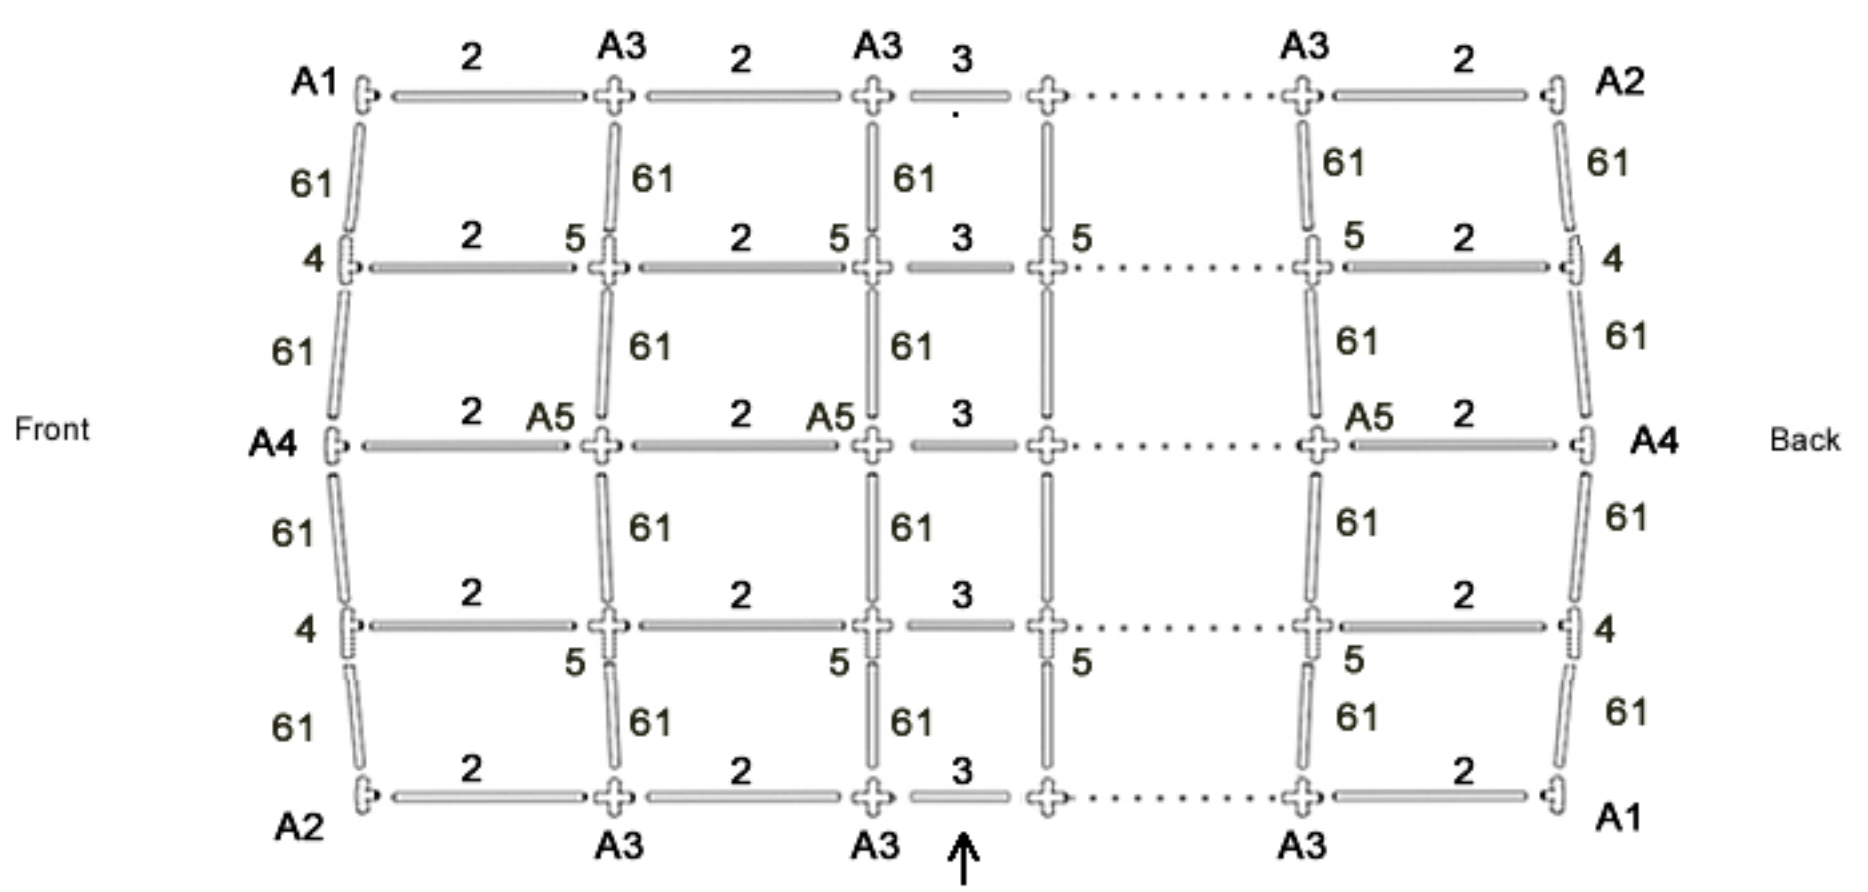 2 A3 2 A3 3 A3 2
A1 A2
61 61 61 61 61
2 5 2 5 3 5 5 2
4 4
61 61 61 61 61
2 A5 2 A5 3 A5 2
Front A4 A4 Back
61 61 61 61 61
2 2 3 2
4 4
5 5 5 5
61 61 61 61 61
2 2 3 2
A2 A1
A3 A3 A3